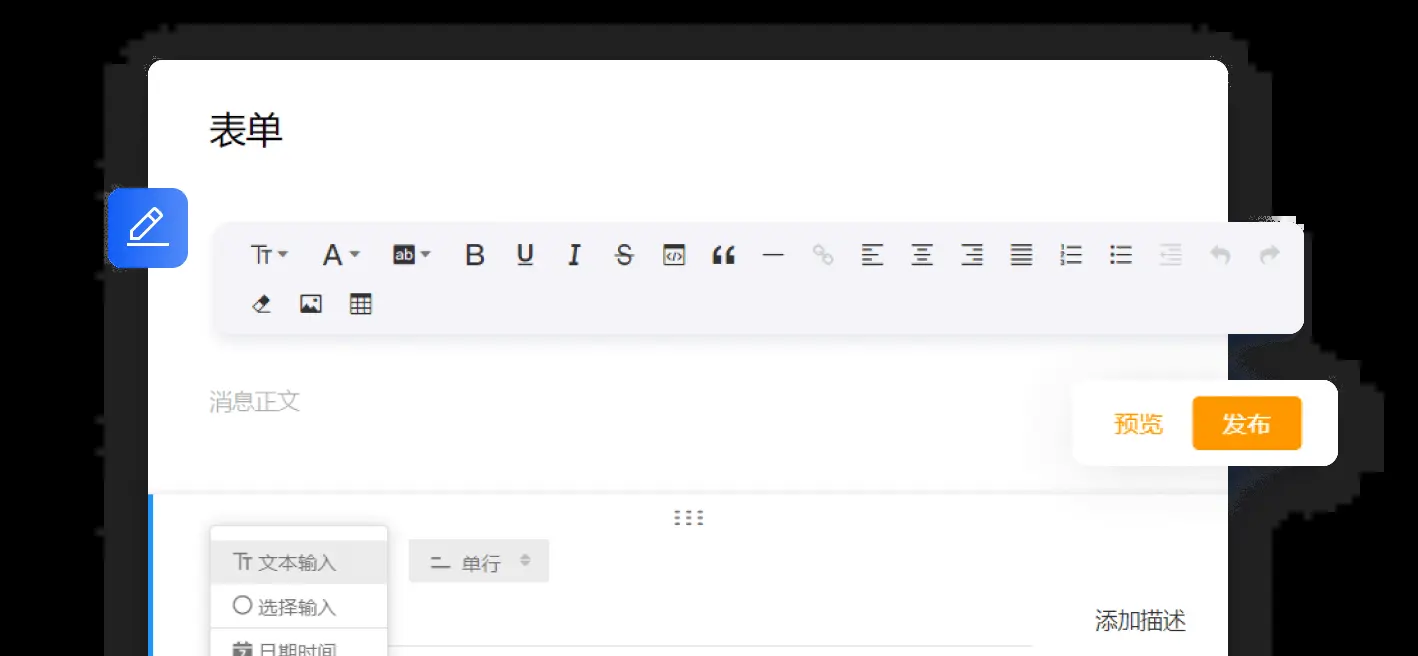 表单
消息正文
预览 发布
文本输入 单行
选择输入
添加描述
日期时间